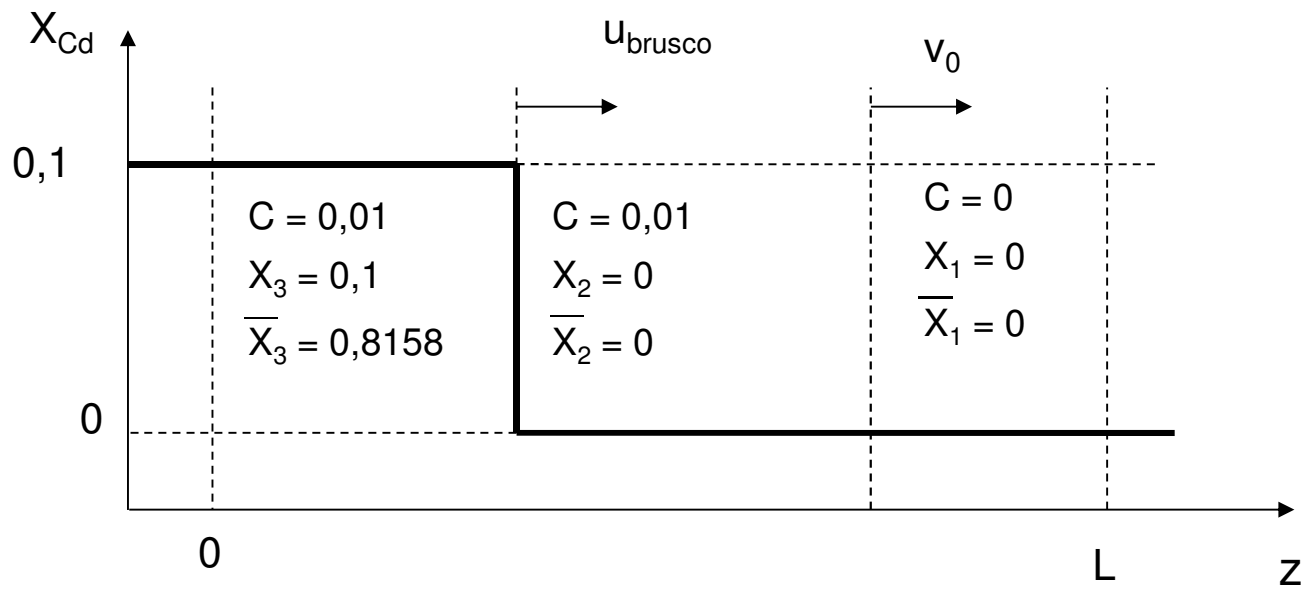 X_Cd
u_brusco
v_0
0,1
C = 0,01
X_3 = 0,1
X̅_3 = 0,8158
C = 0,01
X_2 = 0
X̅_2 = 0
C = 0
X_1 = 0
X̅_1 = 0
0
0
L
z